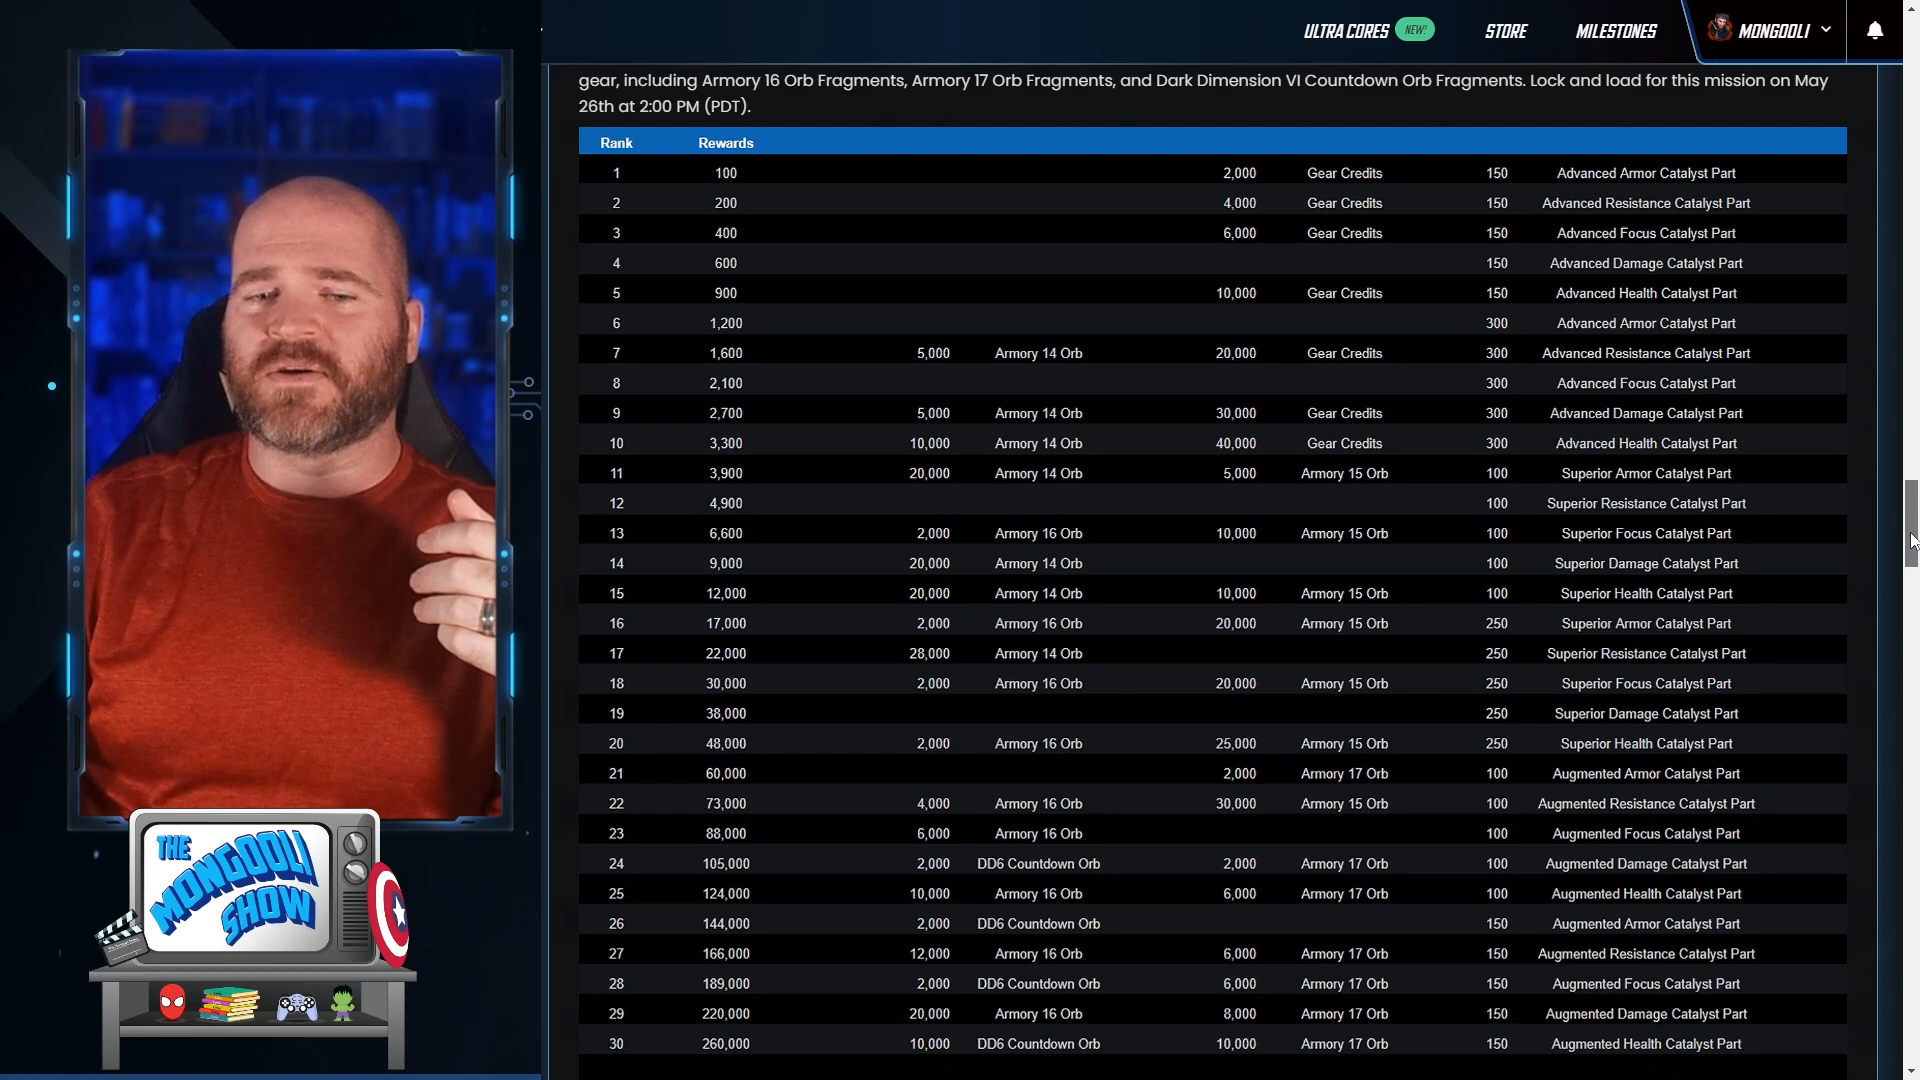 ULTRA CORES NEW! STORE MILESTONES MONGOOLI
gear, including Armory 16 Orb Fragments, Armory 17 Orb Fragments, and Dark Dimension VI Countdown Orb Fragments. Lock and load for this mission on May
26th at 2:00 PM (PDT).
Rank Rewards
1 100 2,000 Gear Credits 150 Advanced Armor Catalyst Part
2 200 4,000 Gear Credits 150 Advanced Resistance Catalyst Part
3 400 6,000 Gear Credits 150 Advanced Focus Catalyst Part
4 600 150 Advanced Damage Catalyst Part
5 900 10,000 Gear Credits 150 Advanced Health Catalyst Part
6 1,200 300 Advanced Armor Catalyst Part
7 1,600 5,000 Armory 14 Orb 20,000 Gear Credits 300 Advanced Resistance Catalyst Part
8 2,100 300 Advanced Focus Catalyst Part
9 2,700 5,000 Armory 14 Orb 30,000 Gear Credits 300 Advanced Damage Catalyst Part
10 3,300 10,000 Armory 14 Orb 40,000 Gear Credits 300 Advanced Health Catalyst Part
11 3,900 20,000 Armory 14 Orb 5,000 Armory 15 Orb 100 Superior Armor Catalyst Part
12 4,900 100 Superior Resistance Catalyst Part
13 6,600 2,000 Armory 16 Orb 10,000 Armory 15 Orb 100 Superior Focus Catalyst Part
14 9,000 20,000 Armory 14 Orb 100 Superior Damage Catalyst Part
15 12,000 20,000 Armory 14 Orb 10,000 Armory 15 Orb 100 Superior Health Catalyst Part
16 17,000 2,000 Armory 16 Orb 20,000 Armory 15 Orb 250 Superior Armor Catalyst Part
17 22,000 28,000 Armory 14 Orb 250 Superior Resistance Catalyst Part
18 30,000 2,000 Armory 16 Orb 20,000 Armory 15 Orb 250 Superior Focus Catalyst Part
19 38,000 250 Superior Damage Catalyst Part
20 48,000 2,000 Armory 16 Orb 25,000 Armory 15 Orb 250 Superior Health Catalyst Part
21 60,000 2,000 Armory 17 Orb 100 Augmented Armor Catalyst Part
22 73,000 4,000 Armory 16 Orb 30,000 Armory 15 Orb 100 Augmented Resistance Catalyst Part
23 88,000 6,000 Armory 16 Orb 100 Augmented Focus Catalyst Part
24 105,000 2,000 DD6 Countdown Orb 2,000 Armory 17 Orb 100 Augmented Damage Catalyst Part
25 124,000 10,000 Armory 16 Orb 6,000 Armory 17 Orb 100 Augmented Health Catalyst Part
26 144,000 2,000 DD6 Countdown Orb 150 Augmented Armor Catalyst Part
27 166,000 12,000 Armory 16 Orb 6,000 Armory 17 Orb 150 Augmented Resistance Catalyst Part
28 189,000 2,000 DD6 Countdown Orb 6,000 Armory 17 Orb 150 Augmented Focus Catalyst Part
29 220,000 20,000 Armory 16 Orb 8,000 Armory 17 Orb 150 Augmented Damage Catalyst Part
30 260,000 10,000 DD6 Countdown Orb 10,000 Armory 17 Orb 150 Augmented Health Catalyst Part
THE
MONGOOLI
SHOW